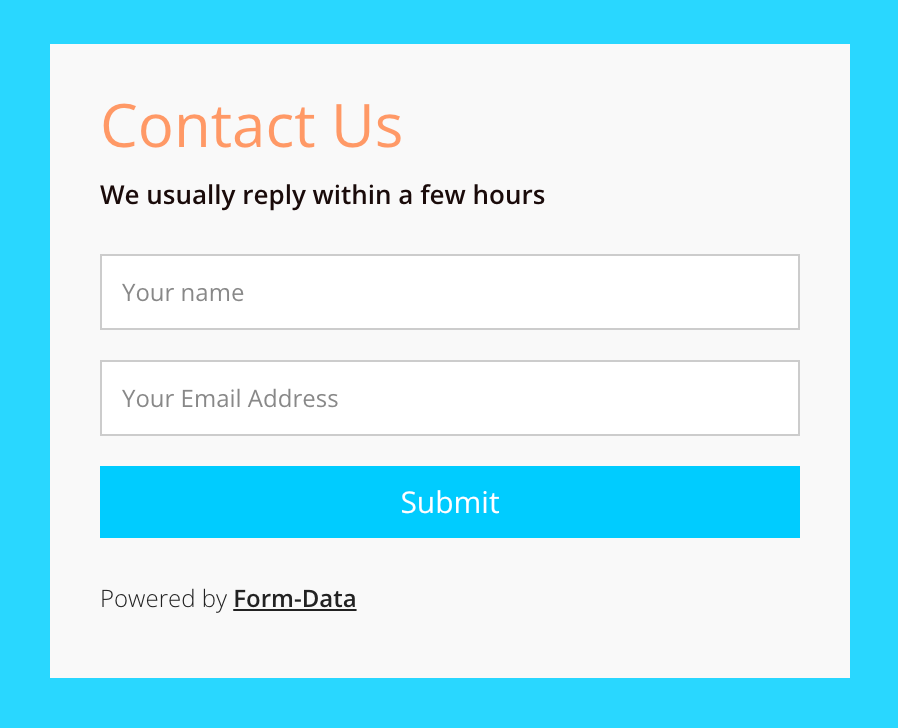 Contact Us
We usually reply within a few hours
Your name
Your Email Address
Submit
Powered by Form-Data